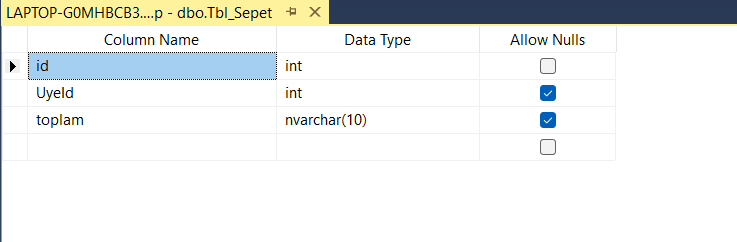 LAPTOP-G0MHBCB3....p - dbo.Tbl_Sepet
Column Name Data Type Allow Nulls
id int
UyeId int
toplam nvarchar(10)